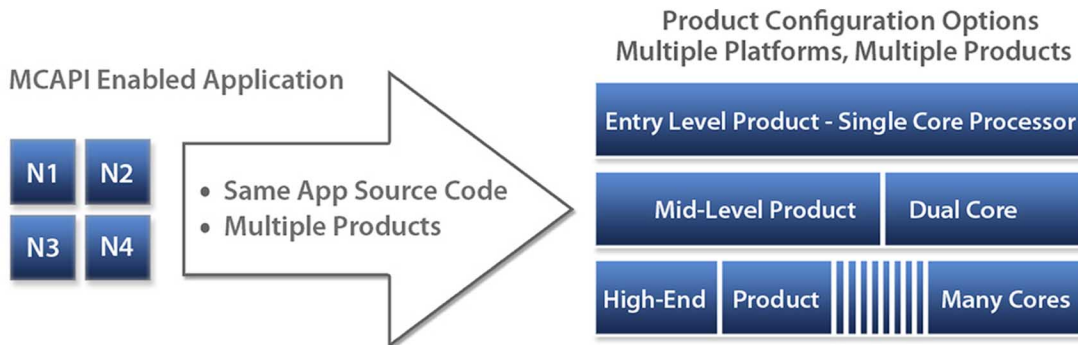 MCAPI Enabled Application
N1 N2
N3 N4
• Same App Source Code
• Multiple Products
Product Configuration Options
Multiple Platforms, Multiple Products
Entry Level Product - Single Core Processor
Mid-Level Product Dual Core
High-End Product Many Cores